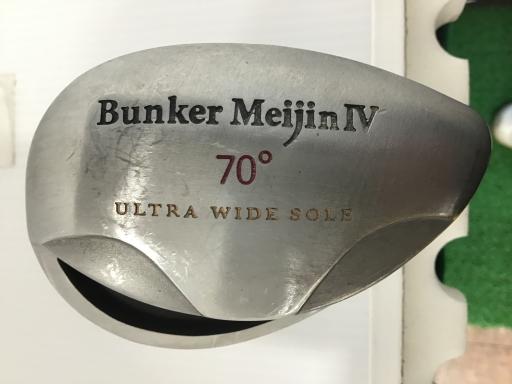 Bunker Meijin IV
70°
ULTRA WIDE SOLE